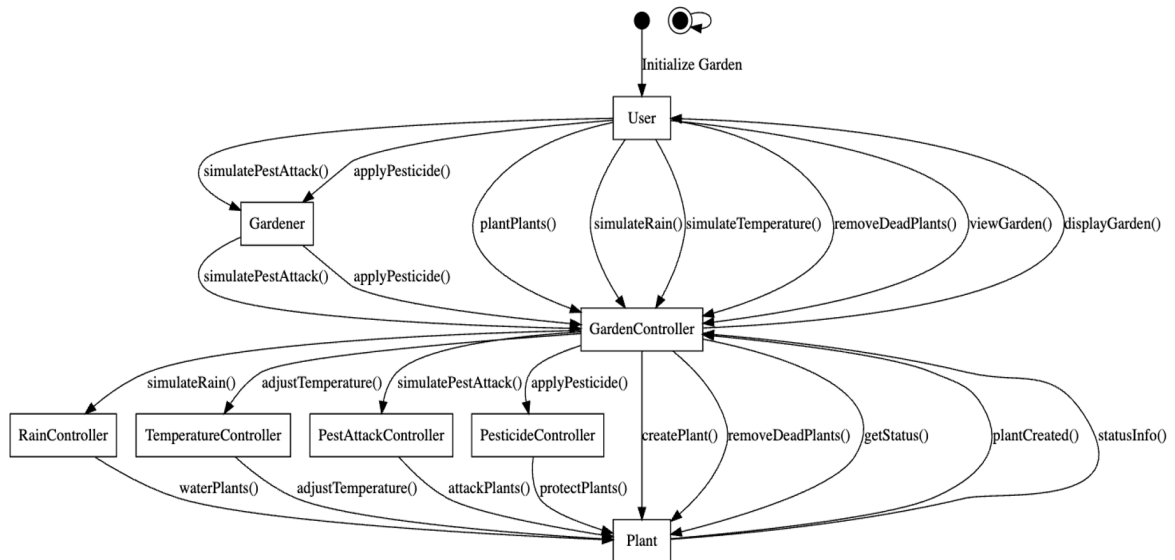 Initialize Garden
User
simulatePestAttack()
applyPesticide()
Gardener
plantPlants()
simulateRain()
simulateTemperature()
removeDeadPlants()
viewGarden()
displayGarden()
simulatePestAttack()
applyPesticide()
GardenController
simulateRain()
adjustTemperature()
simulatePestAttack()
applyPesticide()
RainController
TemperatureController
PestAttackController
PesticideController
createPlant()
removeDeadPlants()
getStatus()
plantCreated()
statusInfo()
waterPlants()
adjustTemperature()
attackPlants()
protectPlants()
Plant